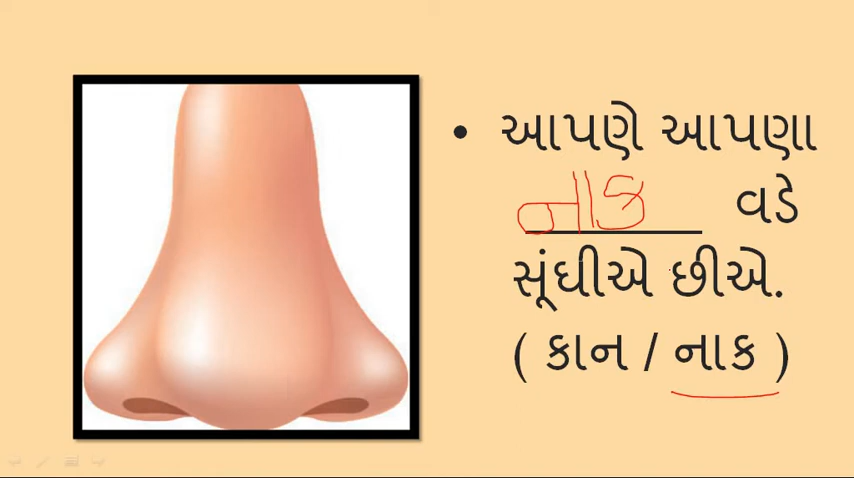 • આપણે આપણા
નાક વડે
સૂંઘીએ છીએ.
( કાન / નાક )